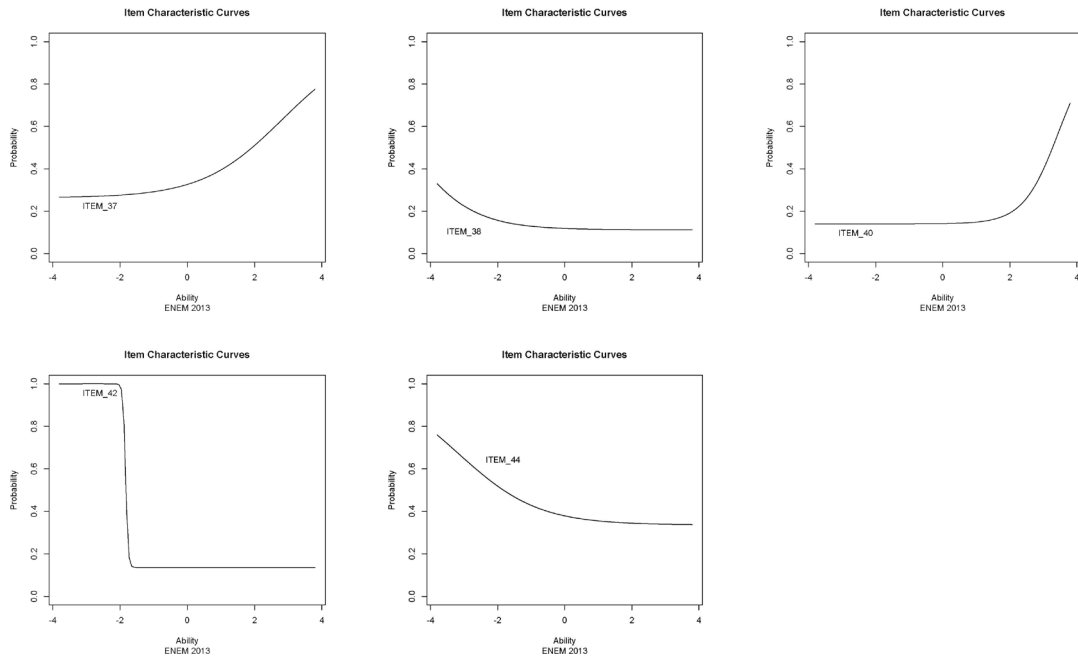 Item Characteristic Curves
1.0
0.8
0.6
0.4
0.2
0.0
Probability
ITEM_37
-4 -2 0 2 4
Ability
ENEM 2013
Item Characteristic Curves
1.0
0.8
0.6
0.4
0.2
0.0
Probability
ITEM_38
-4 -2 0 2 4
Ability
ENEM 2013
Item Characteristic Curves
1.0
0.8
0.6
0.4
0.2
0.0
Probability
ITEM_40
-4 -2 0 2 4
Ability
ENEM 2013
Item Characteristic Curves
1.0
0.8
0.6
0.4
0.2
0.0
Probability
ITEM_42
-4 -2 0 2 4
Ability
ENEM 2013
Item Characteristic Curves
1.0
0.8
0.6
0.4
0.2
0.0
Probability
ITEM_44
-4 -2 0 2 4
Ability
ENEM 2013